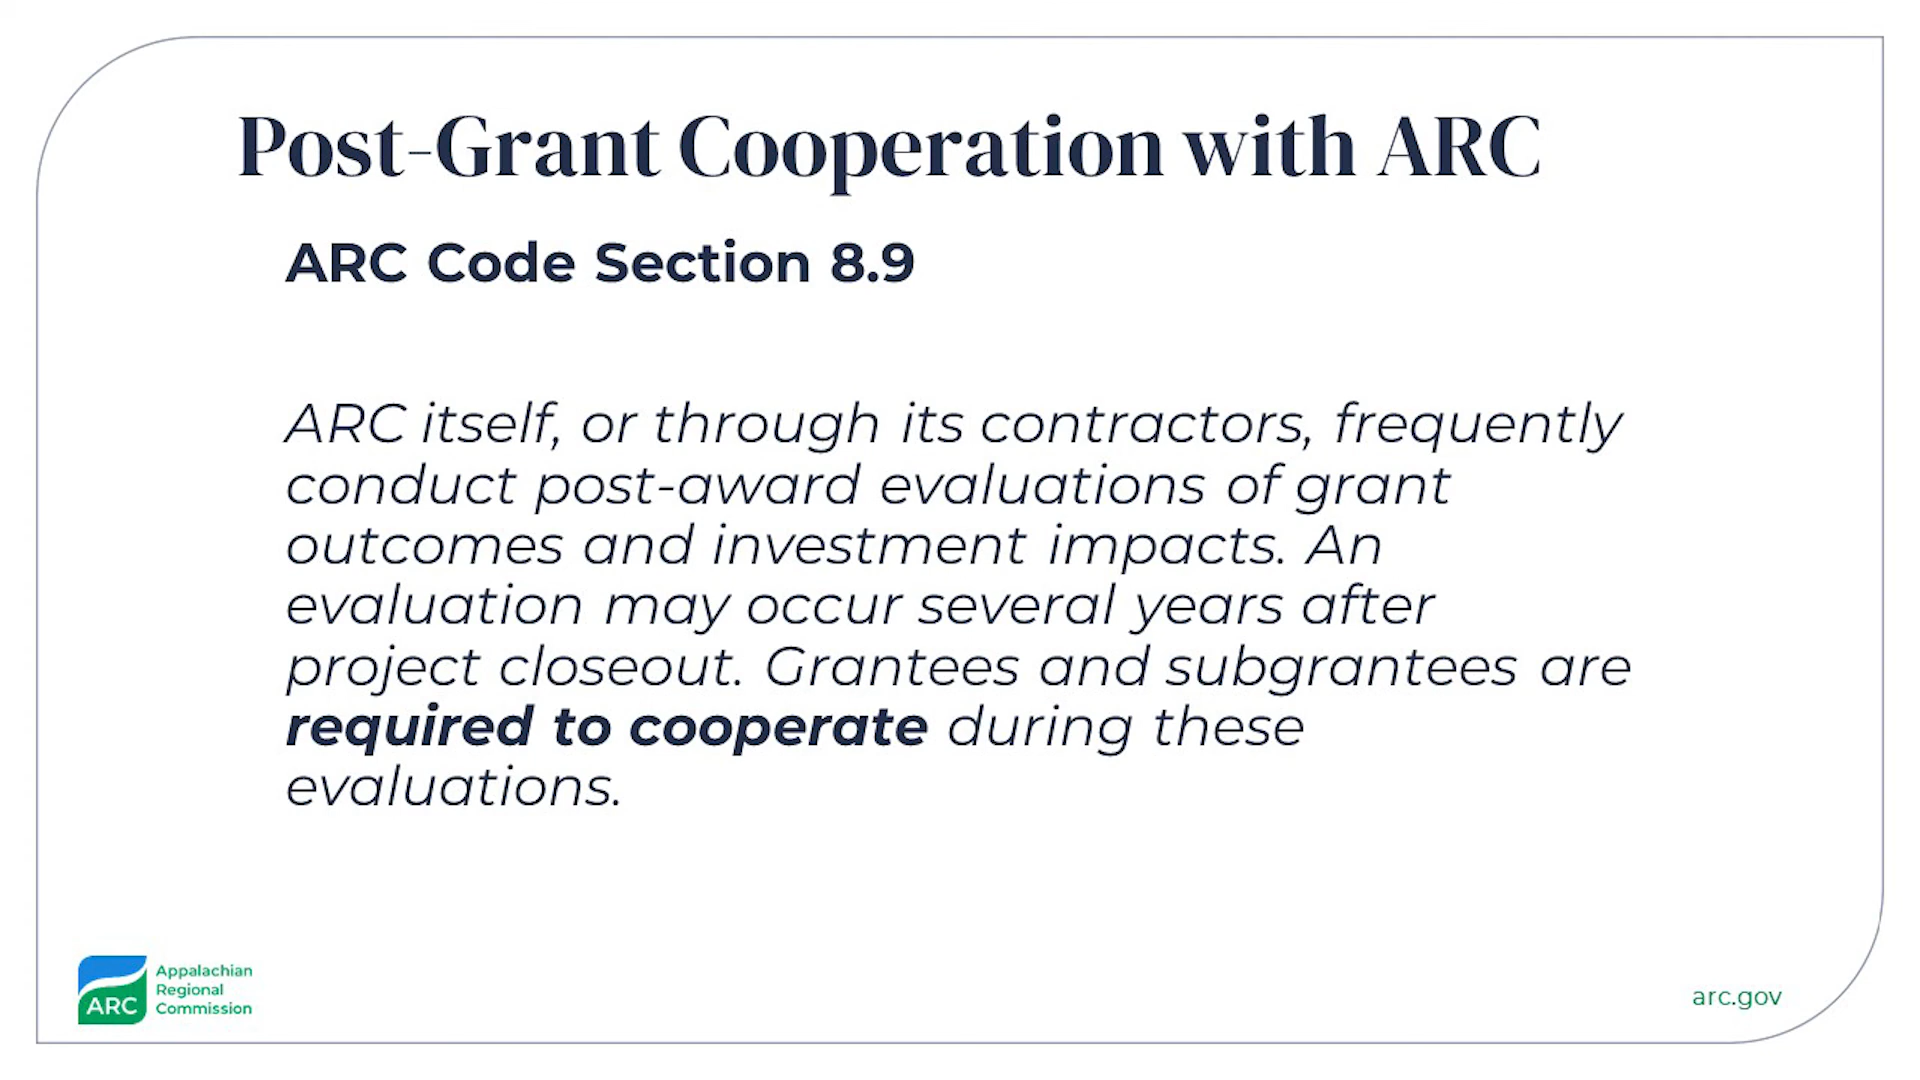 Post-Grant Cooperation with ARC
ARC Code Section 8.9
ARC itself, or through its contractors, frequently
conduct post-award evaluations of grant
outcomes and investment impacts. An
evaluation may occur several years after
project closeout. Grantees and subgrantees are
required to cooperate during these
evaluations.
ARC
Appalachian
Regional
Commission
arc.gov